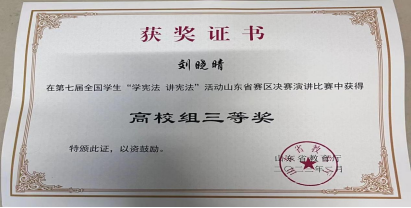 获奖证书
刘晓晴
在第七届全国学生“学宪法 讲宪法”活动山东省赛区决赛演讲比赛中获得
高校组三等奖
特颁此证，以资鼓励。
山东省教育厅